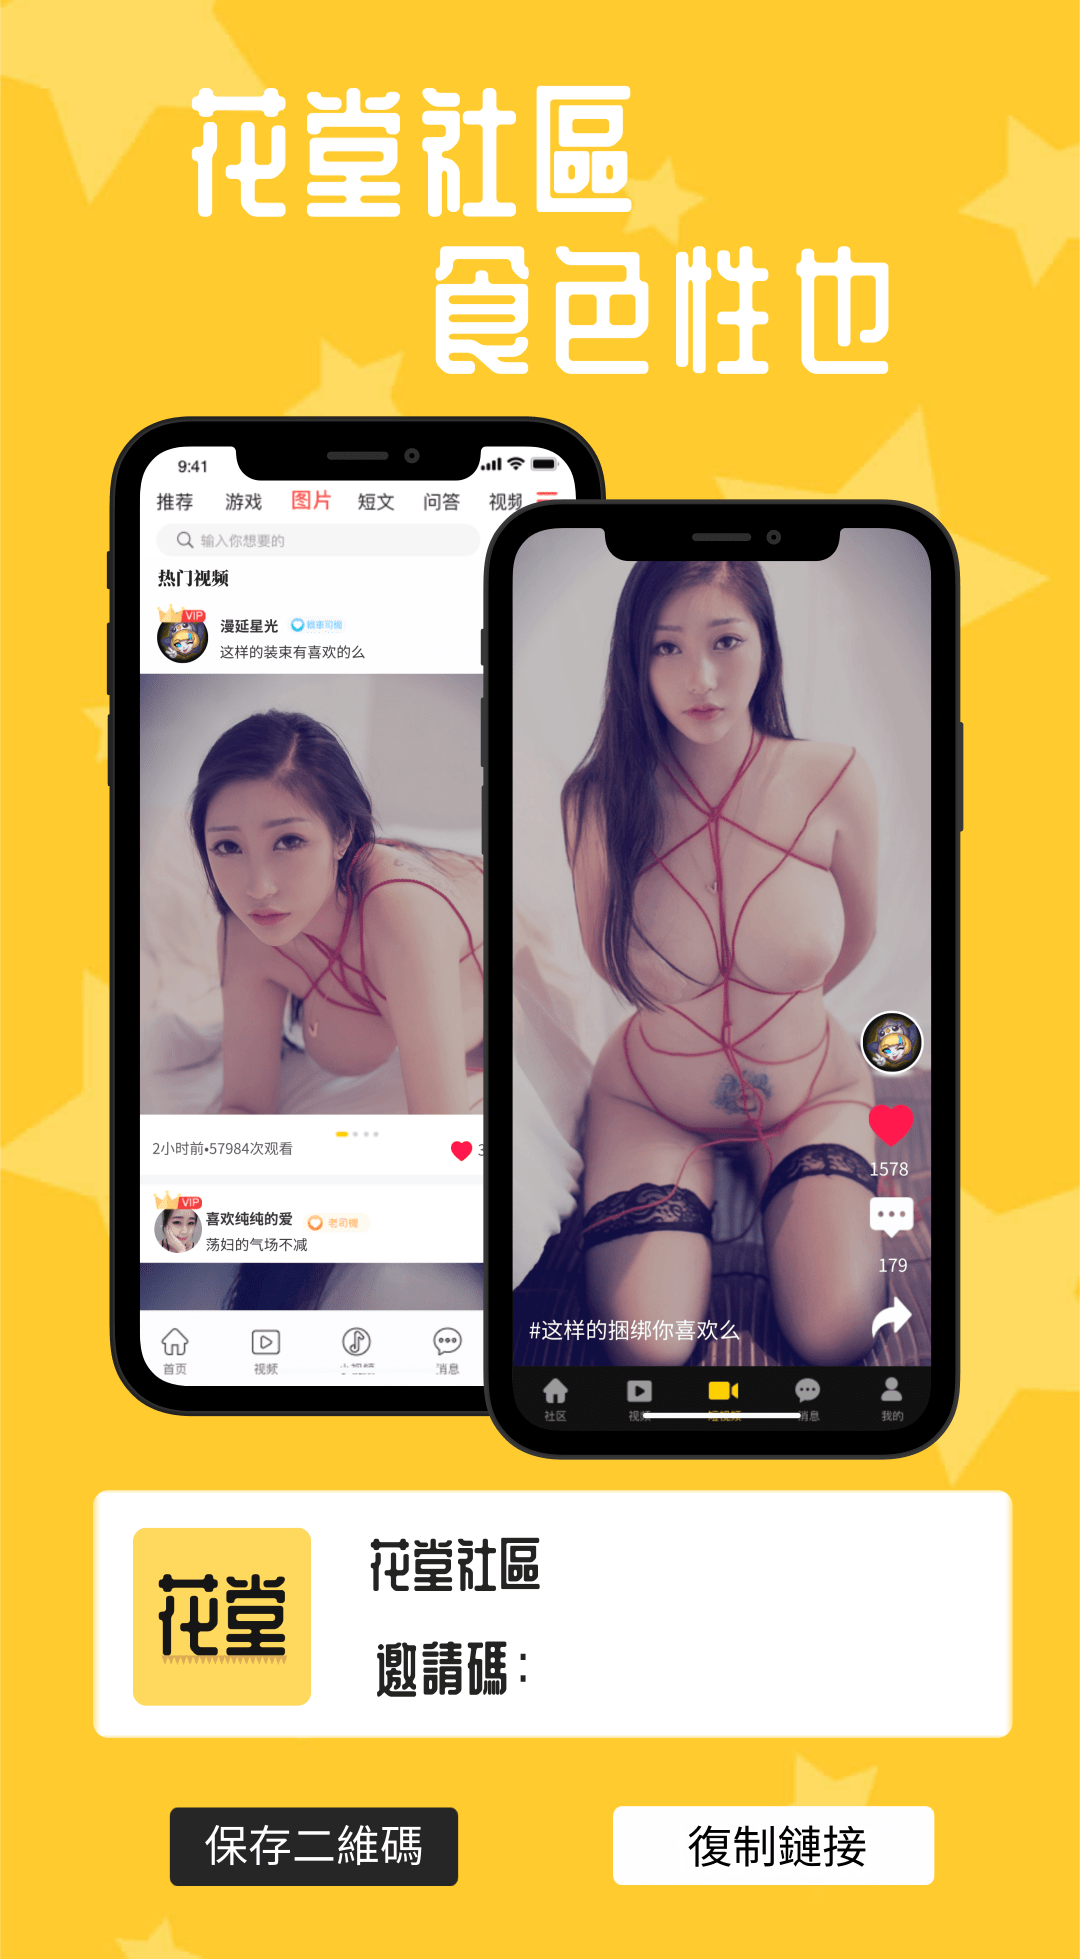 花堂社區
食色性也
9:41
推荐 游戏 图片 短文 问答 视频
输入你想要的
热门视频
VIP
漫延星光
这样的装束有喜欢的么
2小时前•57984次观看
VIP
喜欢纯纯的爱 老司機
荡妇的气场不减
首页 视频 小视频 消息
1578
179
#这样的捆绑你喜欢么
社区 视频 短视频 消息 我的
花堂
花堂社區
邀請碼：
保存二維碼
復制鏈接